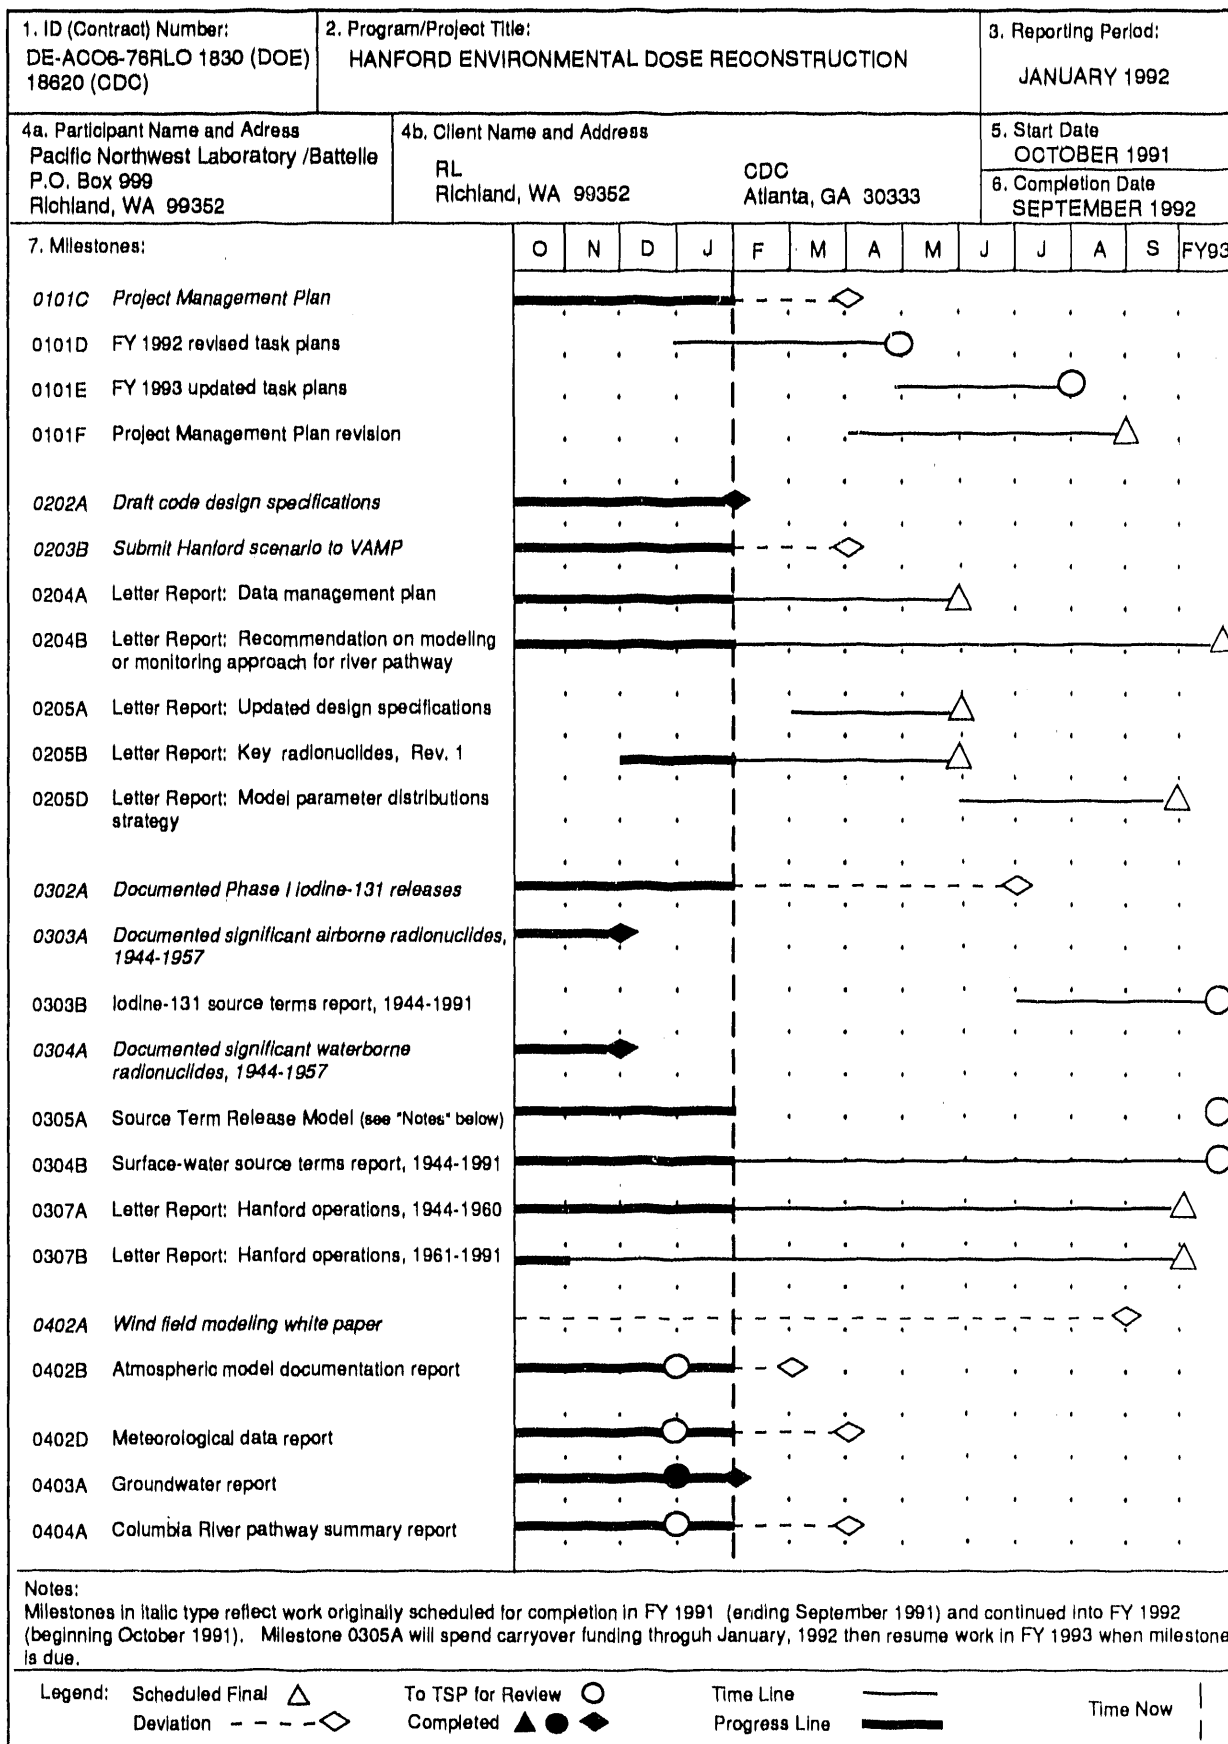 1. ID (Contract) Number:
DE-ACO6-76RLO 1830 (DOE)
18620 (CDC)
2. Program/Project Title:
HANFORD ENVIRONMENTAL DOSE RECONSTRUCTION
3. Reporting Period:
JANUARY 1992
4a. Participant Name and Adress
Pacific Northwest Laboratory /Battelle
P.O. Box 999
Richland, WA 99352
4b. Client Name and Address
RL CDC
Richland, WA 99352 Atlanta, GA 30333
5. Start Date
OCTOBER 1991
6. Completion Date
SEPTEMBER 1992
7. Milestones: O N D J F M A M J J A S FY93
0101C Project Management Plan
0101D FY 1992 revised task plans
0101E FY 1993 updated task plans
0101F Project Management Plan revision
0202A Draft code design specifications
0203B Submit Hanford scenario to VAMP
0204A Letter Report: Data management plan
0204B Letter Report: Recommendation on modeling
or monitoring approach for river pathway
0205A Letter Report: Updated design specifications
0205B Letter Report: Key radionuclides, Rev. 1
0205D Letter Report: Model parameter distributions
strategy
0302A Documented Phase I iodine-131 releases
0303A Documented significant airborne radionuclides,
1944-1957
0303B Iodine-131 source terms report, 1944-1991
0304A Documented significant waterborne
radionuclides, 1944-1957
0305A Source Term Release Model (see "Notes" below)
0304B Surface-water source terms report, 1944-1991
0307A Letter Report: Hanford operations, 1944-1960
0307B Letter Report: Hanford operations, 1961-1991
0402A Wind field modeling white paper
0402B Atmospheric model documentation report
0402D Meteorological data report
0403A Groundwater report
0404A Columbia River pathway summary report
Notes:
Milestones in italic type reflect work originally scheduled for completion in FY 1991 (ending September 1991) and continued into FY 1992
(beginning October 1991). Milestone 0305A will spend carryover funding throguh January, 1992 then resume work in FY 1993 when milestone
is due.
Legend: Scheduled Final To TSP for Review Time Line Time Now
Deviation Completed Progress Line